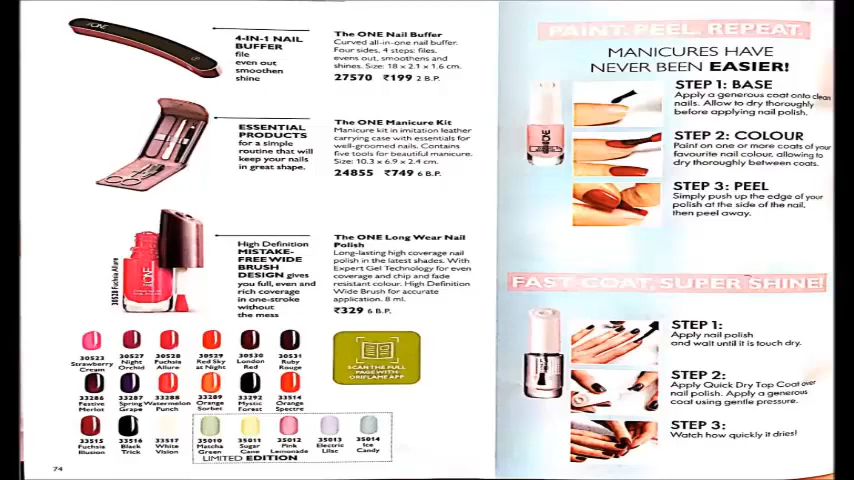 4-IN-1 NAIL
BUFFER
file
even out
smoothen
shine
The ONE Nail Buffer
Curved all-in-one nail buffer.
Four sides, 4 steps: files,
evens out, smoothens and
shines. Size: 18 x 2.1 x 1.6 cm.
27570 ₹199 2 B.P.
ESSENTIAL
PRODUCTS
for a simple
routine that will
keep your nails
in great shape.
The ONE Manicure Kit
Manicure kit in imitation leather
carrying case with essentials for
well-groomed nails. Contains
five tools for beautiful manicure.
Size: 10.3 x 6.9 x 2.4 cm.
24855 ₹749 6 B.P.
30528 Fuchsia Allure
High Definition
MISTAKE-
FREE WIDE
BRUSH
DESIGN gives
you full, even and
rich coverage
in one-stroke
without
the mess
The ONE Long Wear Nail
Polish
Long-lasting high coverage nail
polish in the latest shades. With
Expert Gel Technology for even
coverage and chip and fade
resistant colour. High Definition
Wide Brush for accurate
application. 8 ml.
₹329 6 B.P.
SCAN THE FULL
PAGE WITH
ORIFLAME APP
30523 Strawberry Cream
30527 Night Orchid
30528 Fuchsia Allure
30529 Red Sky at Night
30530 London Red
30531 Ruby Rouge
33286 Festive Merlot
33287 Spring Grape
33288 Watermelon Punch
33289 Orange Sorbet
33292 Mystic Forest
33514 Orange Spectre
33515 Fuchsia Illusion
33516 Black Trick
33517 White Vision
35010 Matcha Green
35011 Sugar Cane
35012 Pink Lemonade
35013 Electric Lilac
35014 Ice Candy
LIMITED EDITION
74
PAINT. PEEL. REPEAT.
MANICURES HAVE
NEVER BEEN EASIER!
STEP 1: BASE
Apply a generous coat onto clean
nails. Allow to dry thoroughly
before applying nail polish.
STEP 2: COLOUR
Paint on one or more coats of your
favourite nail colour, allowing to
dry thoroughly between coats.
STEP 3: PEEL
Simply push up the edge of your
polish at the side of the nail,
then peel away.
FAST COAT, SUPER SHINE!
STEP 1:
Apply nail polish
and wait until it is touch dry.
STEP 2:
Apply Quick Dry Top Coat over
nail polish. Apply a generous
coat using gentle pressure.
STEP 3:
Watch how quickly it dries!